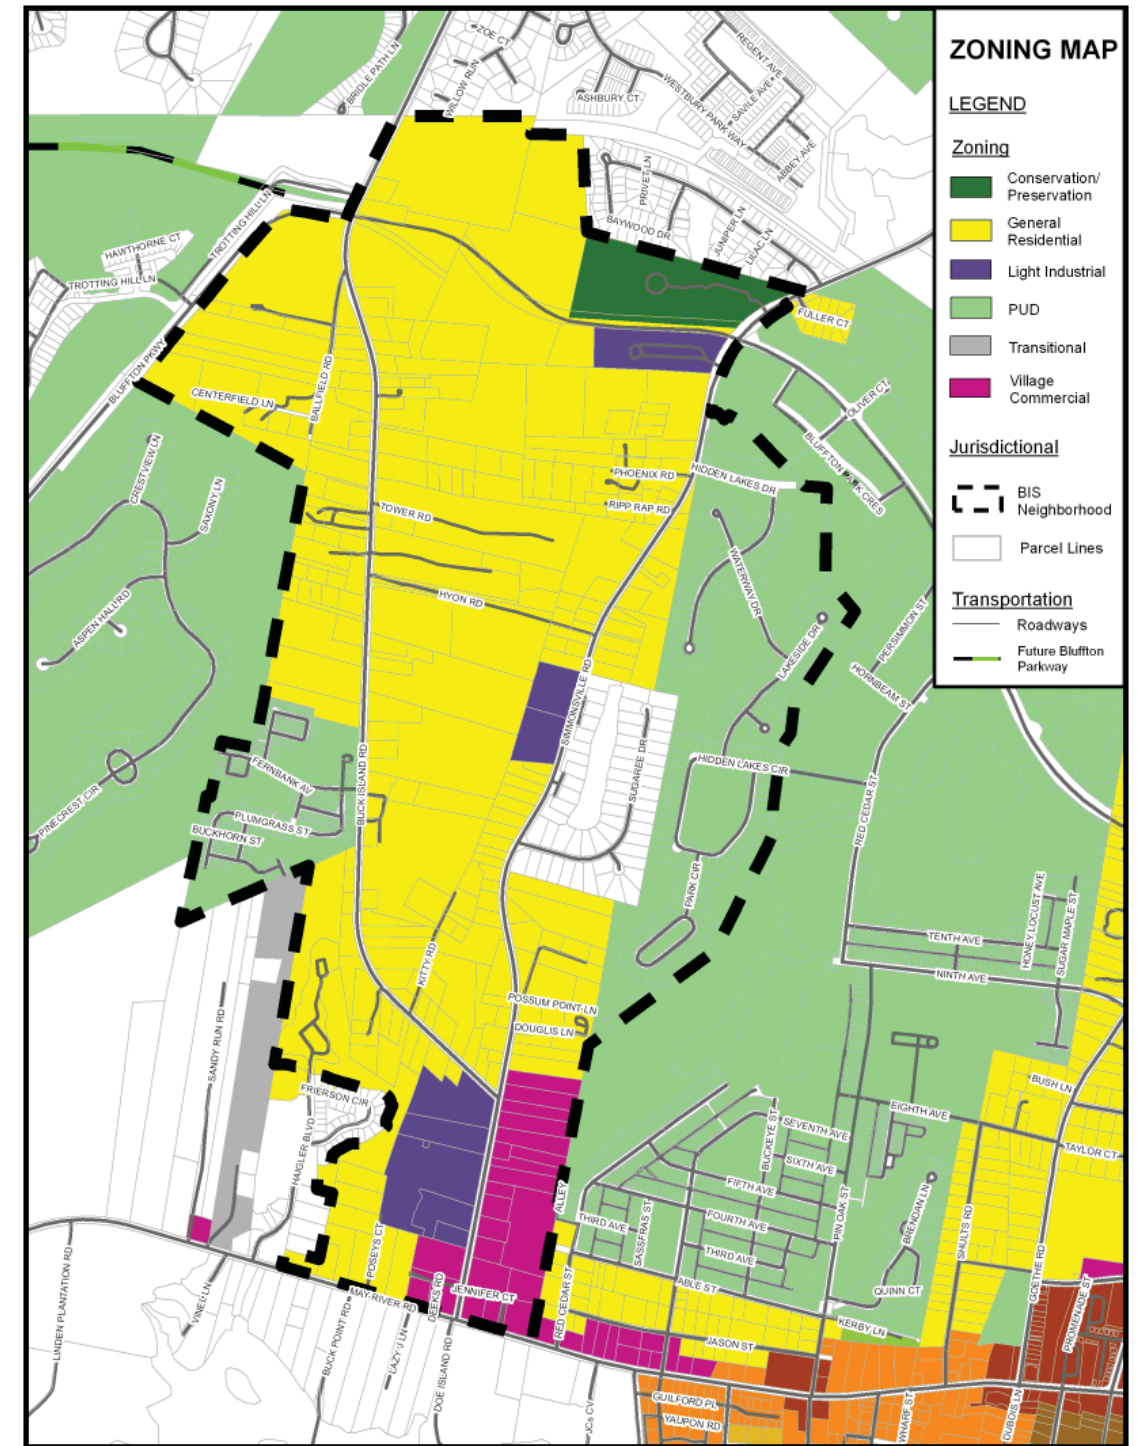 ZONING MAP
LEGEND
Zoning
Conservation/
Preservation
General
Residential
Light Industrial
PUD
Transitional
Village
Commercial
Jurisdictional
BIS
Neighborhood
Parcel Lines
Transportation
Roadways
Future Bluffton
Parkway
ZOE CT
BRIDLE PATH LN
WILLOW RUN
ASHBURY CT
REGENT AVE
SAVILE AVE
WESTBURY PARK WAY
ABBEY AVE
PRIVET LN
BAYWOOD DR
JUNIPER LN
LILAC LN
TROTTING HILL LN
HAWTHORNE CT
TROTTING HILL LN
FULLER CT
BLUFFTON PKWY
CENTERFIELD LN
BALLFIELD RD
OLIVER CT
BLUFFTON PARK CRES
CRESTVIEW LN
SAXONY LN
PHOENIX RD
HIDDEN LAKES DR
RIPP RAP RD
TOWER RD
WATERWAY DR
HYON RD
ASPEN HALL RD
LAKESIDE DR
PERSIMMON ST
HORNBEAM ST
SIMMONSVILLE RD
SUGAREE DR
BUCK ISLAND RD
FERNBANK AV
HIDDEN LAKES CIR
PINECREST CIR
PLUMGRASS ST
BUCKHORN ST
RED CEDAR ST
PARK CIR
HONEY LOCUST AVE
SUGAR MAPLE ST
TENTH AVE
NINTH AVE
KITTY RD
POSSUM POINT LN
DOUGLIS LN
SANDY RUN RD
FRIERSON CIR
HAIGLER BLVD
BUSH LN
EIGHTH AVE
SEVENTH AVE
BUCKEYE ST
TAYLOR CT
SIXTH AVE
FIFTH AVE
ALLEY
THIRD AVE
SASSFRAS ST
FOURTH AVE
PIN OAK ST
BRENDAN LN
SHULTS RD
THIRD AVE
GOETHE RD
POSEYS CT
ABLE ST
QUINN CT
PROMENADE ST
DEEKS RD
JENNIFER CT
MAY RIVER RD
RED CEDAR ST
KERBY LN
JASON ST
LINDEN PLANTATION RD
VINEL LN
BUCK POINT RD
LAZY J LN
DOE ISLAND RD
JCs CV
GUILFORD PL
YAUPON RD
WHARF ST
DUBOIS LN